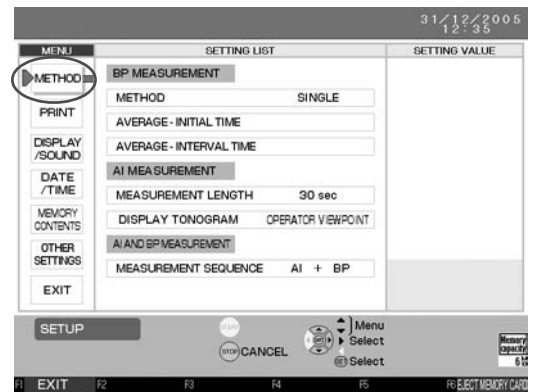 31/12/2005
12:35
MENU
SETTING LIST
SETTING VALUE
METHOD
PRINT
DISPLAY
/SOUND
DATE
/TIME
MEMORY
CONTENTS
OTHER
SETTINGS
EXIT
BP MEASUREMENT
METHOD SINGLE
AVERAGE - INITIAL TIME
AVERAGE - INTERVAL TIME
AI MEASUREMENT
MEASUREMENT LENGTH 30 sec
DISPLAY TONOGRAM OPERATOR VIEWPOINT
AI AND BP MEASUREMENT
MEASUREMENT SEQUENCE AI + BP
SETUP
START
STOP CANCEL
Menu
Select
SET Select
Memory
capacity
F1 EXIT F2 F3 F4 F5 F6 EJECT MEMORY CARD